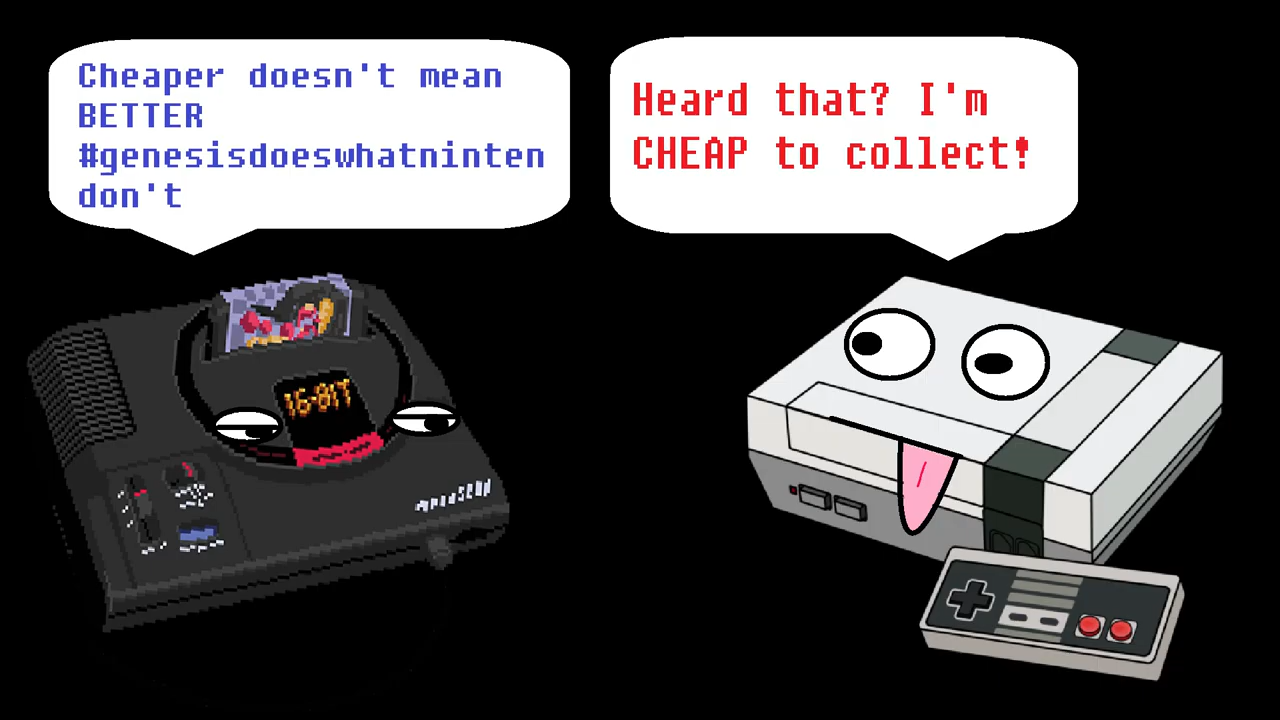 Cheaper doesn't mean
BETTER
#genesisdoeswhatninten
don't
Heard that? I'm
CHEAP to collect!
16-BIT